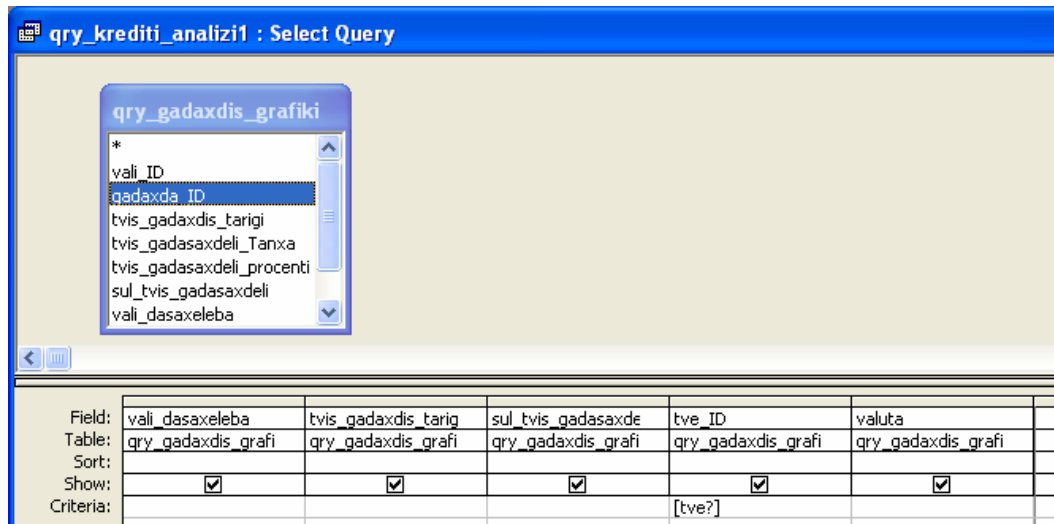 qry_krediti_analizi1 : Select Query
qry_gadaxdis_grafiki
*
vali_ID
gadaxda_ID
tvis_gadaxdis_tarigi
tvis_gadasaxdeli_Tanxa
tvis_gadasaxdeli_procenti
sul_tvis_gadasaxdeli
vali_dasaxeleba
Field: vali_dasaxeleba tvis_gadaxdis_tarig sul_tvis_gadasaxde tve_ID valuta
Table: qry_gadaxdis_grafi qry_gadaxdis_grafi qry_gadaxdis_grafi qry_gadaxdis_grafi qry_gadaxdis_grafi
Sort:
Show:
Criteria: [tve?]